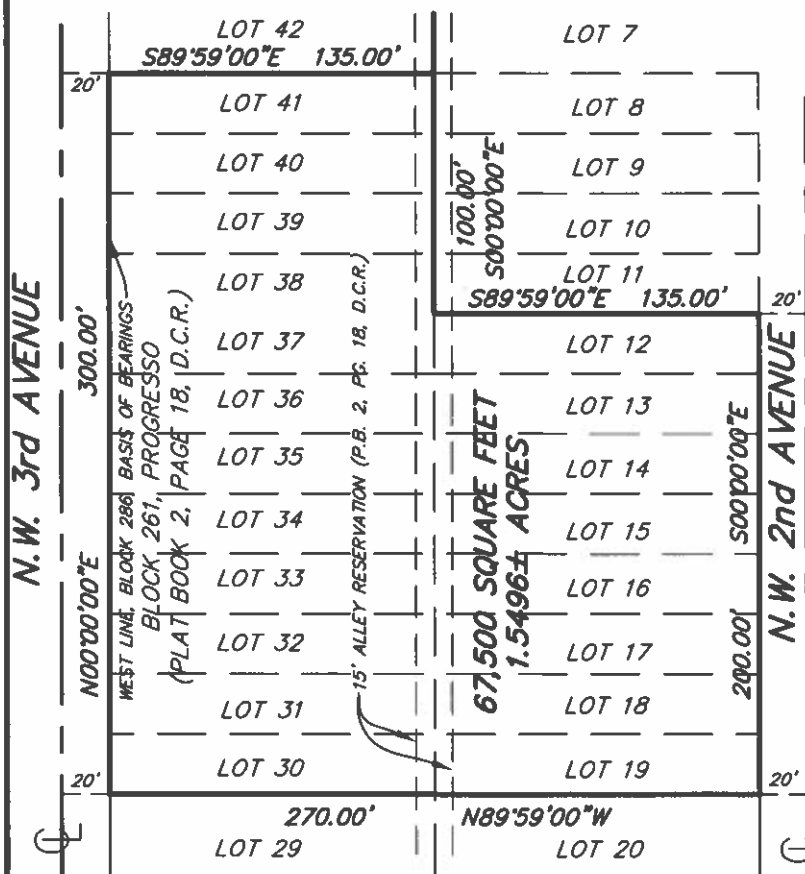 LOT 42
LOT 7
S89°59'00"E 135.00'
20'
LOT 41
LOT 8
LOT 40
LOT 9
100.00'
S00°00'00"E
LOT 39
LOT 10
LOT 38
LOT 11
S89°59'00"E 135.00'
20'
N.W. 3rd AVENUE
300.00'
N00°00'00"E
WEST LINE, BLOCK 286, BASIS OF BEARINGS
BLOCK 261, PROGRESSO
(PLAT BOOK 2, PAGE 18, D.C.R.)
15' ALLEY RESERVATION (P.B. 2, PG. 18, D.C.R.)
LOT 37
LOT 12
LOT 36
LOT 13
LOT 35
LOT 14
67,500 SQUARE FEET
1.5496± ACRES
S00°00'00"E
200.00'
N.W. 2nd AVENUE
LOT 34
LOT 15
LOT 33
LOT 16
LOT 32
LOT 17
LOT 31
LOT 18
LOT 30
LOT 19
20'
20'
270.00' N89°59'00"W
LOT 29
LOT 20